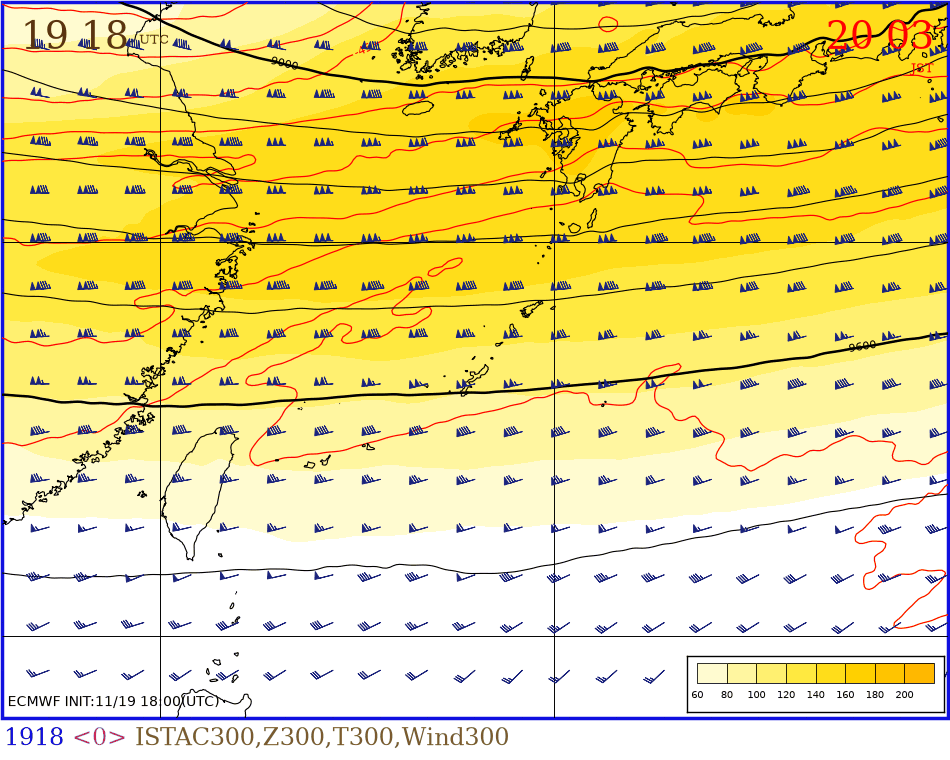 19 18 UTC
20 03 JST
9000
9600
60 80 100 120 140 160 180 200
ECMWF INIT:11/19 18:00(UTC)
1918 <0> ISTAC300,Z300,T300,Wind300